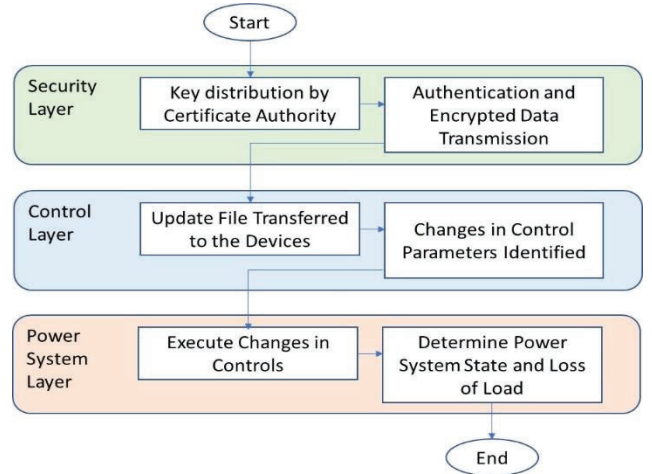 Start
Security
Layer
Key distribution by
Certificate Authority
Authentication and
Encrypted Data
Transmission
Control
Layer
Update File Transferred
to the Devices
Changes in Control
Parameters Identified
Power
System
Layer
Execute Changes in
Controls
Determine Power
System State and Loss
of Load
End